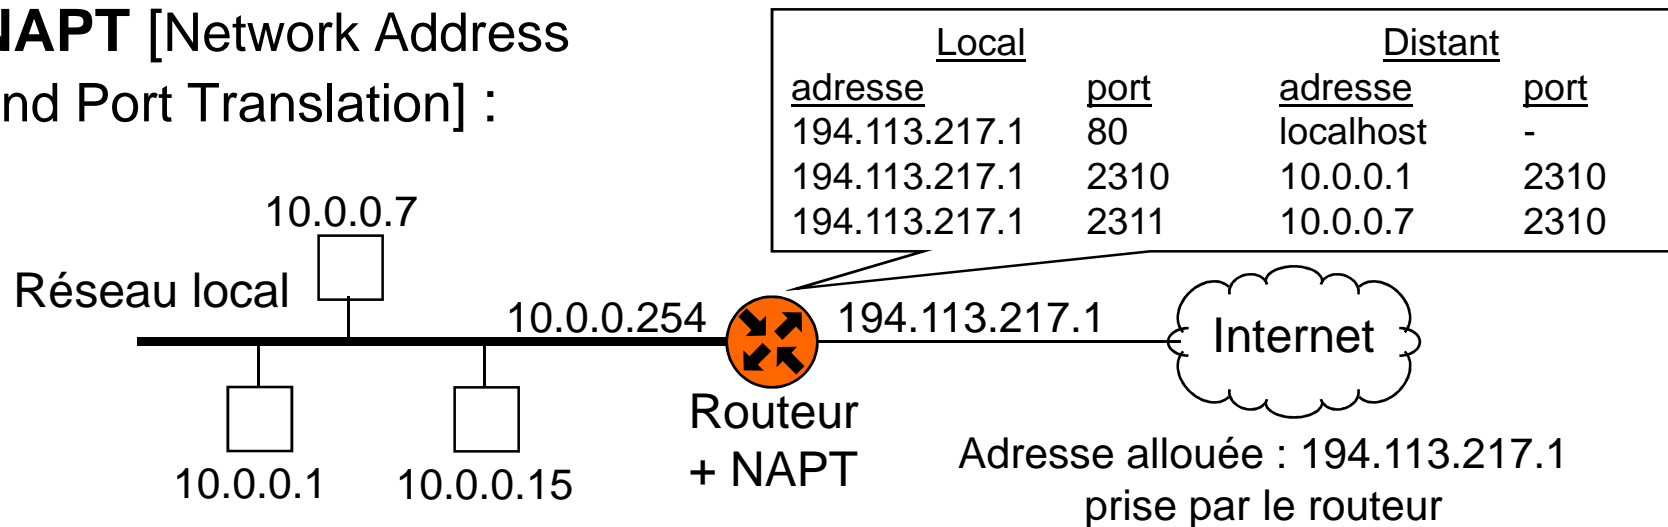 NAPT [Network Address
nd Port Translation] :
Local Distant
adresse port adresse port
194.113.217.1 80 localhost -
194.113.217.1 2310 10.0.0.1 2310
194.113.217.1 2311 10.0.0.7 2310
10.0.0.7
Réseau local
10.0.0.254
194.113.217.1
Internet
10.0.0.1
10.0.0.15
Routeur
+ NAPT
Adresse allouée : 194.113.217.1
prise par le routeur